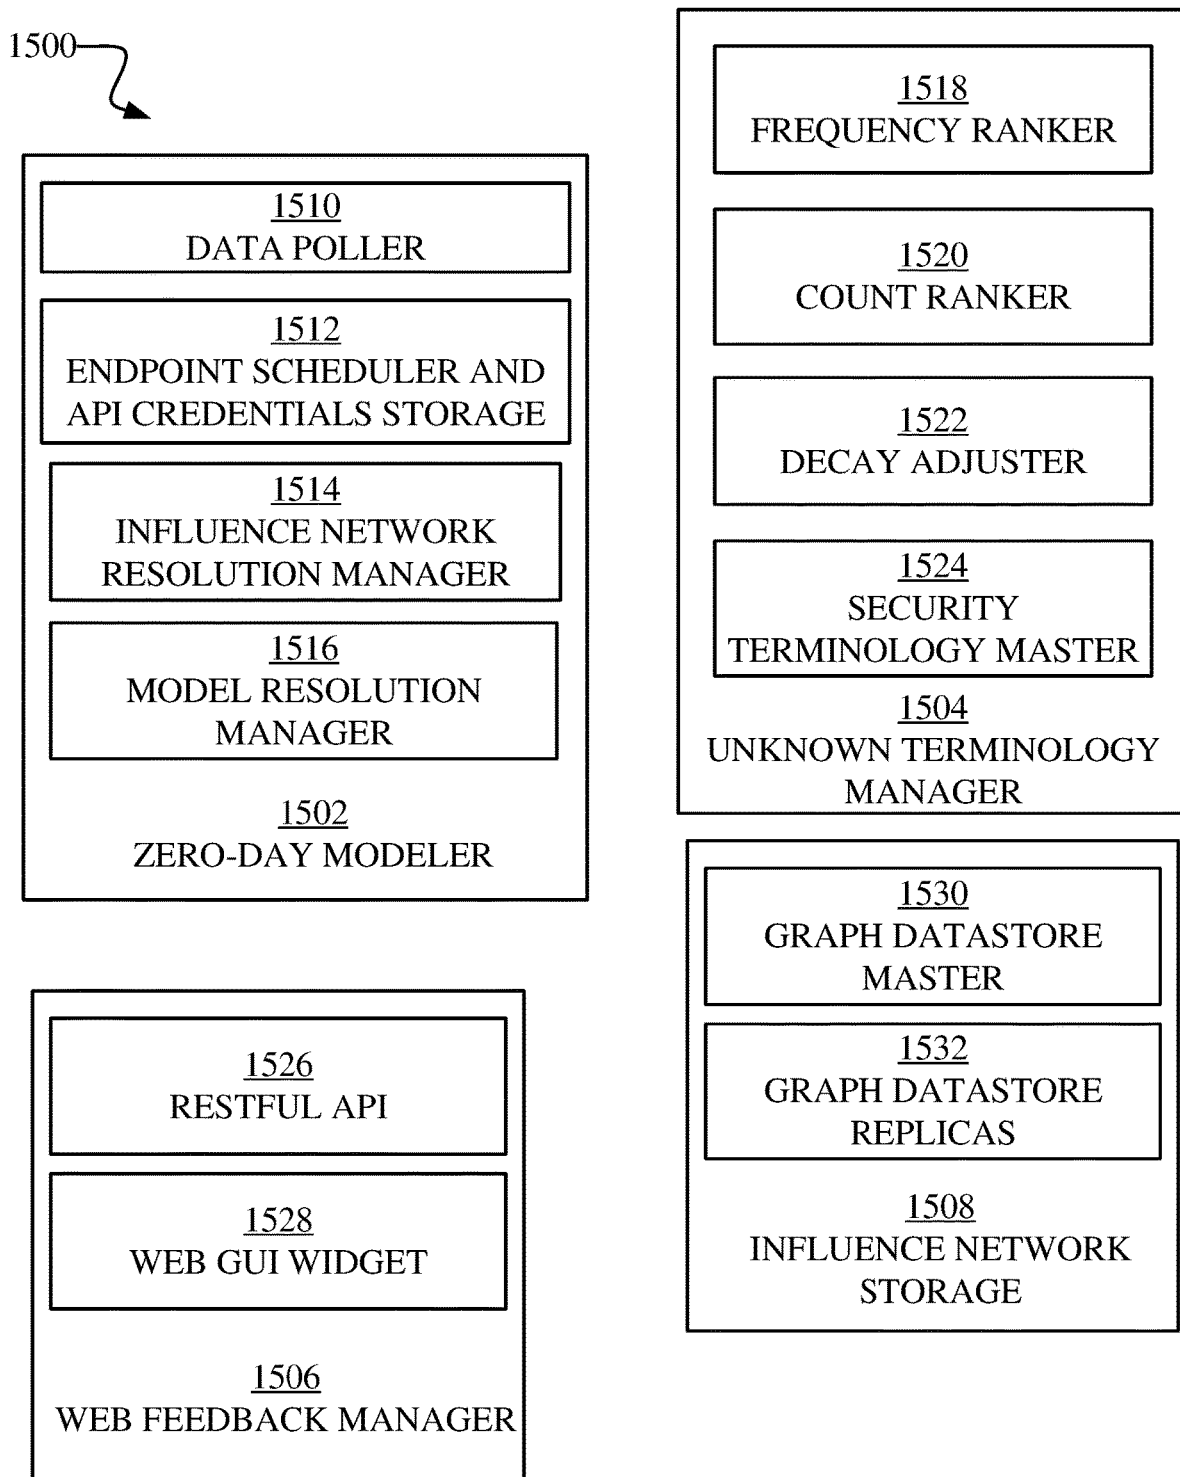 1500
1510
DATA POLLER
1512
ENDPOINT SCHEDULER AND
API CREDENTIALS STORAGE
1514
INFLUENCE NETWORK
RESOLUTION MANAGER
1516
MODEL RESOLUTION
MANAGER
1502
ZERO-DAY MODELER
1518
FREQUENCY RANKER
1520
COUNT RANKER
1522
DECAY ADJUSTER
1524
SECURITY
TERMINOLOGY MASTER
1504
UNKNOWN TERMINOLOGY
MANAGER
1526
RESTFUL API
1528
WEB GUI WIDGET
1506
WEB FEEDBACK MANAGER
1530
GRAPH DATASTORE
MASTER
1532
GRAPH DATASTORE
REPLICAS
1508
INFLUENCE NETWORK
STORAGE